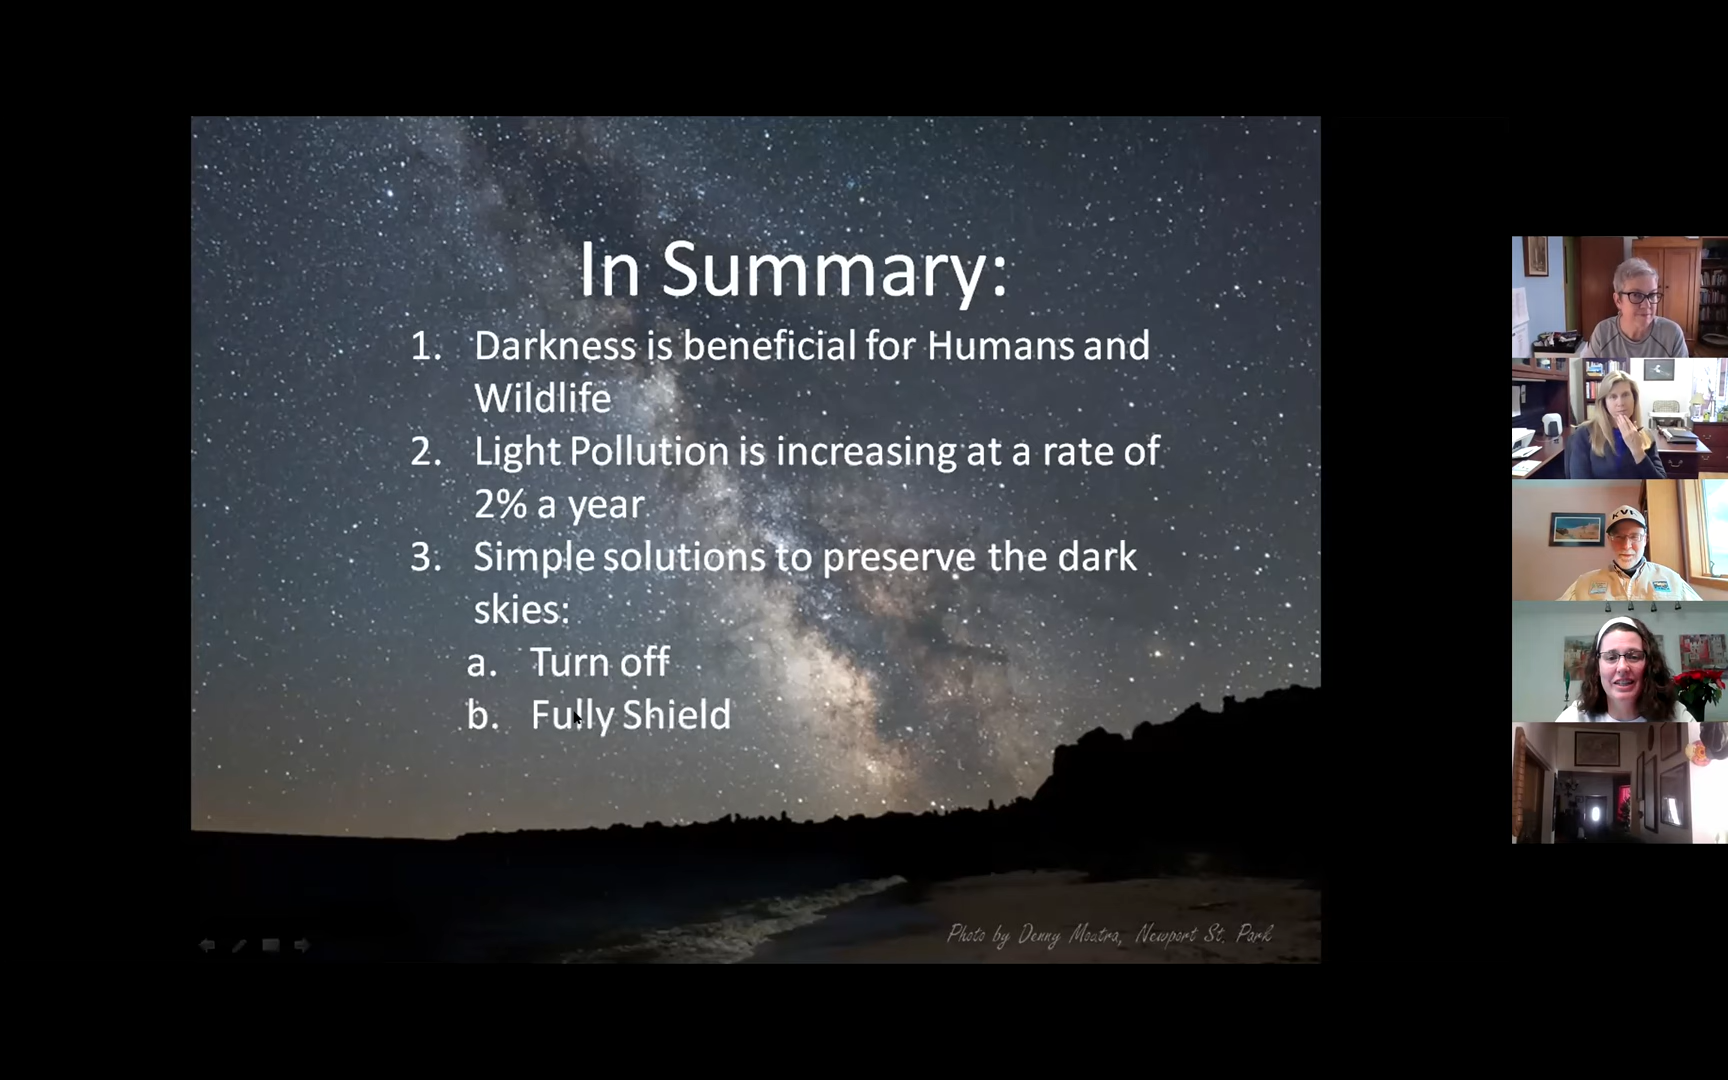 In Summary:
1. Darkness is beneficial for Humans and
Wildlife
2. Light Pollution is increasing at a rate of
2% a year
3. Simple solutions to preserve the dark
skies:
a. Turn off
b. Fully Shield
Photo by Denny Moutra, Newport St. Park